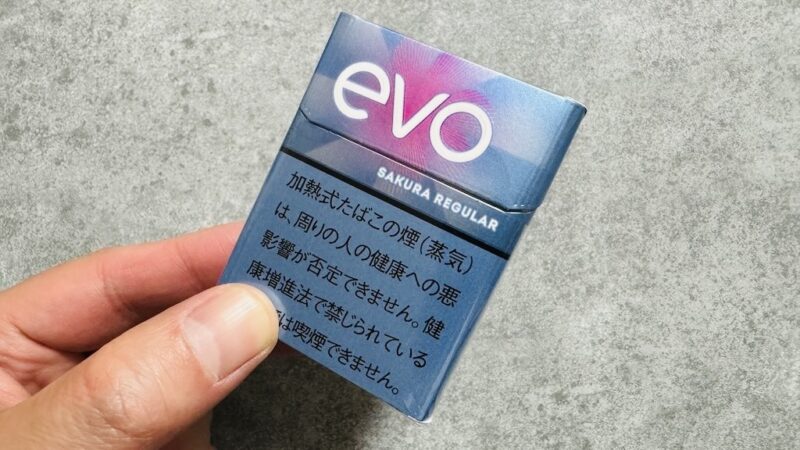 evo
SAKURA REGULAR
加熱式たばこの煙(蒸気)
は、周りの人の健康への悪
影響が否定できません。健
康増進法で禁じられている
は喫煙できません。